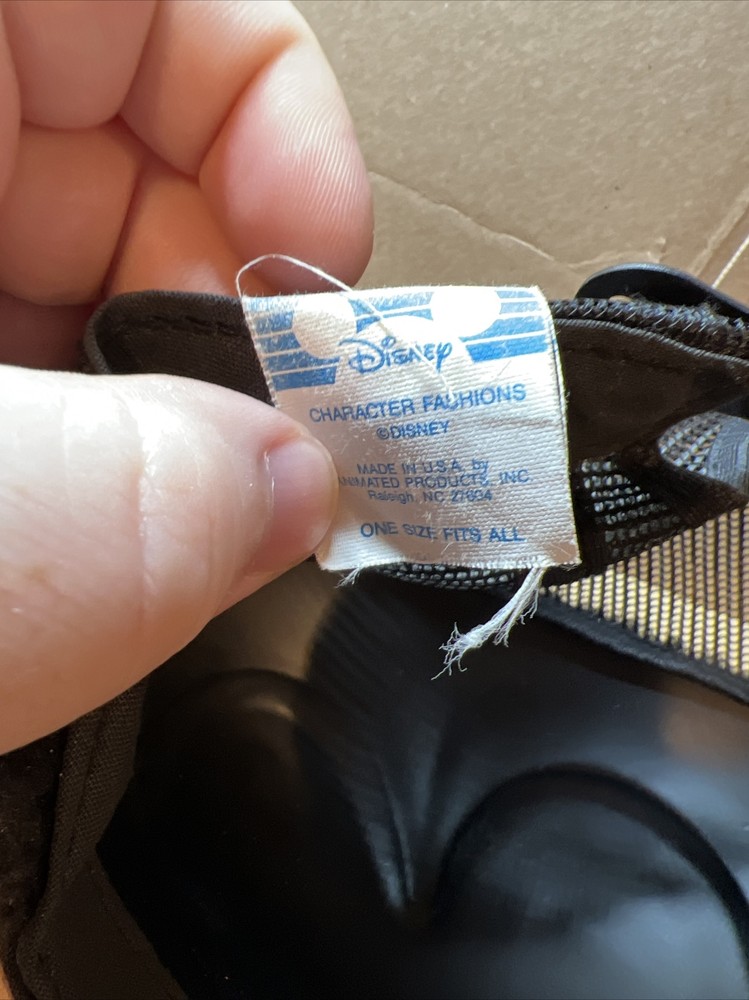 Disney
CHARACTER FASHIONS
©DISNEY
MADE IN U.S.A. by
ANIMATED PRODUCTS, INC.
Raleigh, NC 27604
ONE SIZE FITS ALL